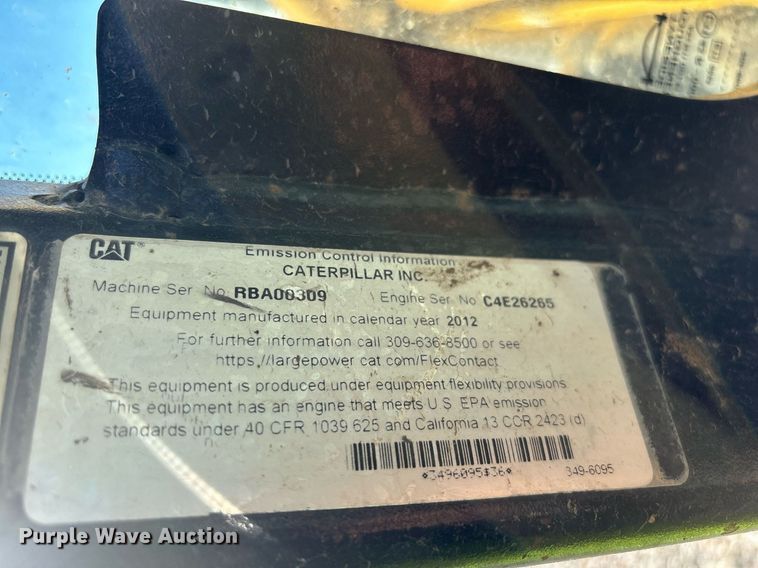 CAT®
Emission Control Information
CATERPILLAR INC.
Machine Ser No RBA00309 Engine Ser No C4E26265
Equipment manufactured in calendar year 2012
For further information call 309-636-8500 or see
https://largepower cat com/FlexContact
This equipment is produced under equipment flexibility provisions
This equipment has an engine that meets U S EPA emission
standards under 40 CFR 1039 625 and California 13 CCR 2423 (d)
349-6095
Purple Wave Auction